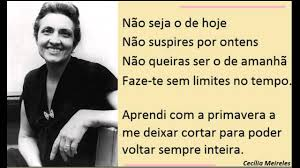 Não seja o de hoje
Não suspires por ontens
Não queiras ser o de amanhã
Faze-te sem limites no tempo.
Aprendi com a primavera a
me deixar cortar para poder
voltar sempre inteira.
Cecília Meireles